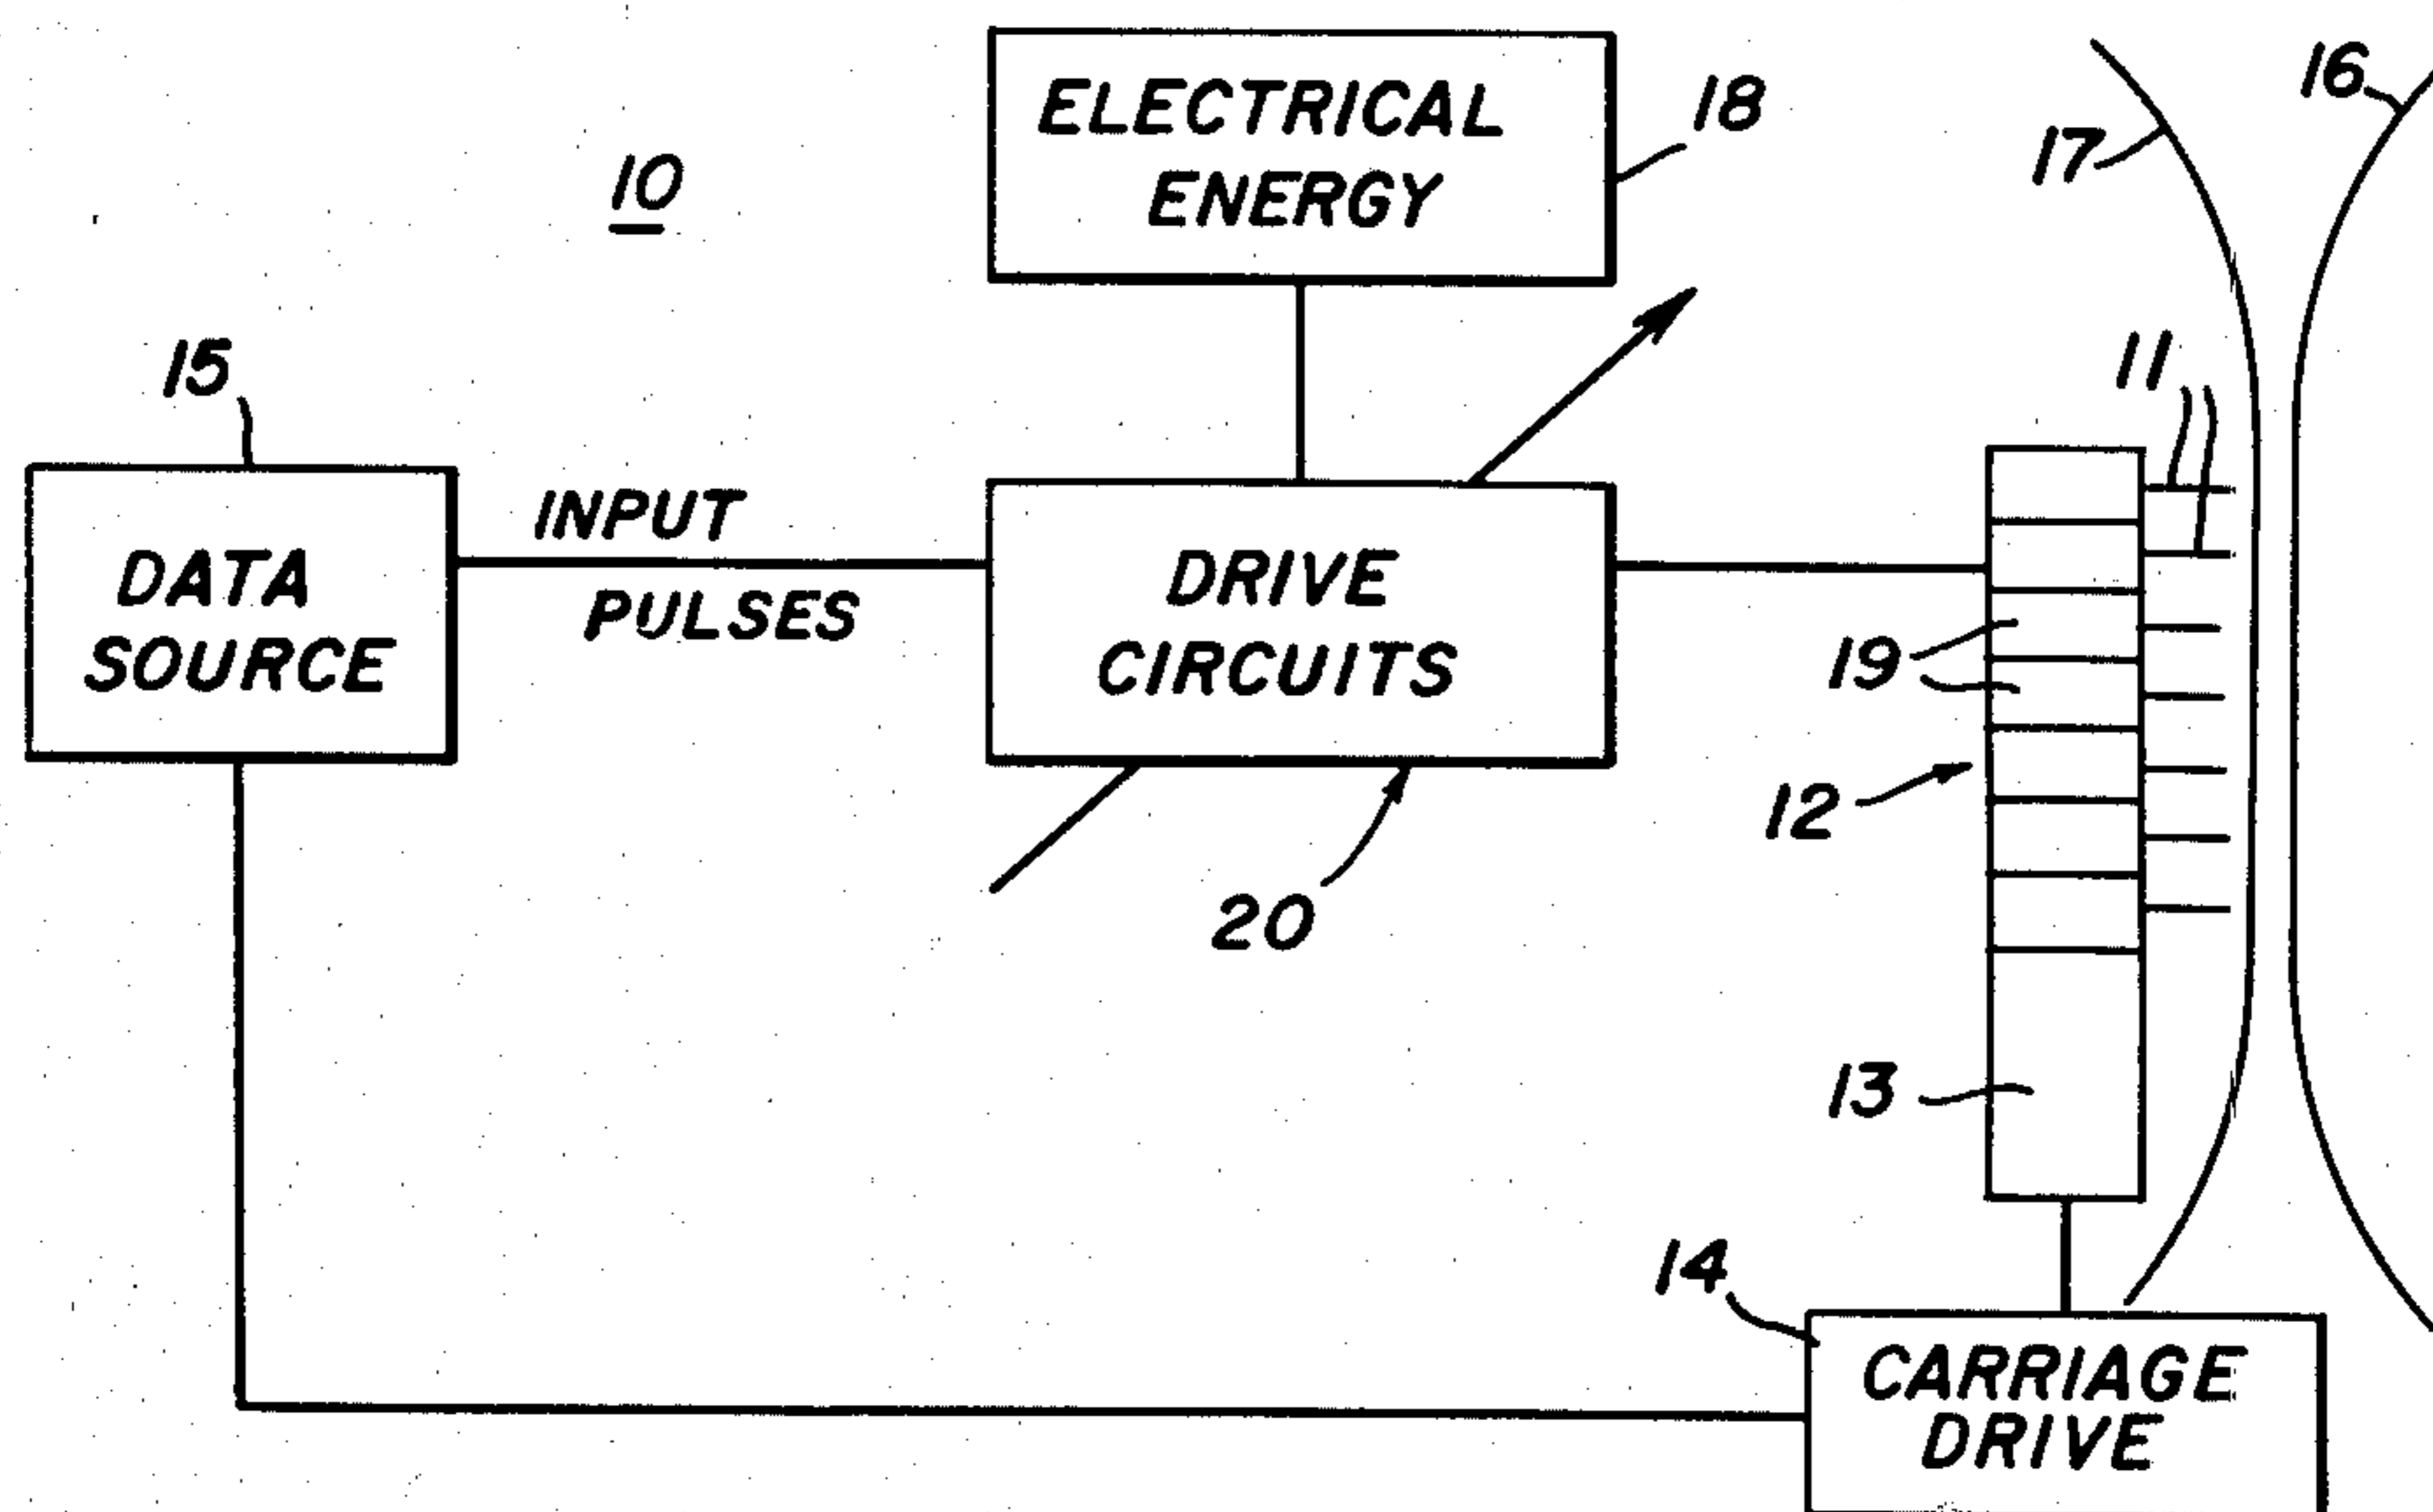 10
ELECTRICAL
ENERGY
18
16
17
15
11
INPUT
PULSES
DATA
SOURCE
DRIVE
CIRCUITS
19
12
20
13
14
CARRIAGE
DRIVE